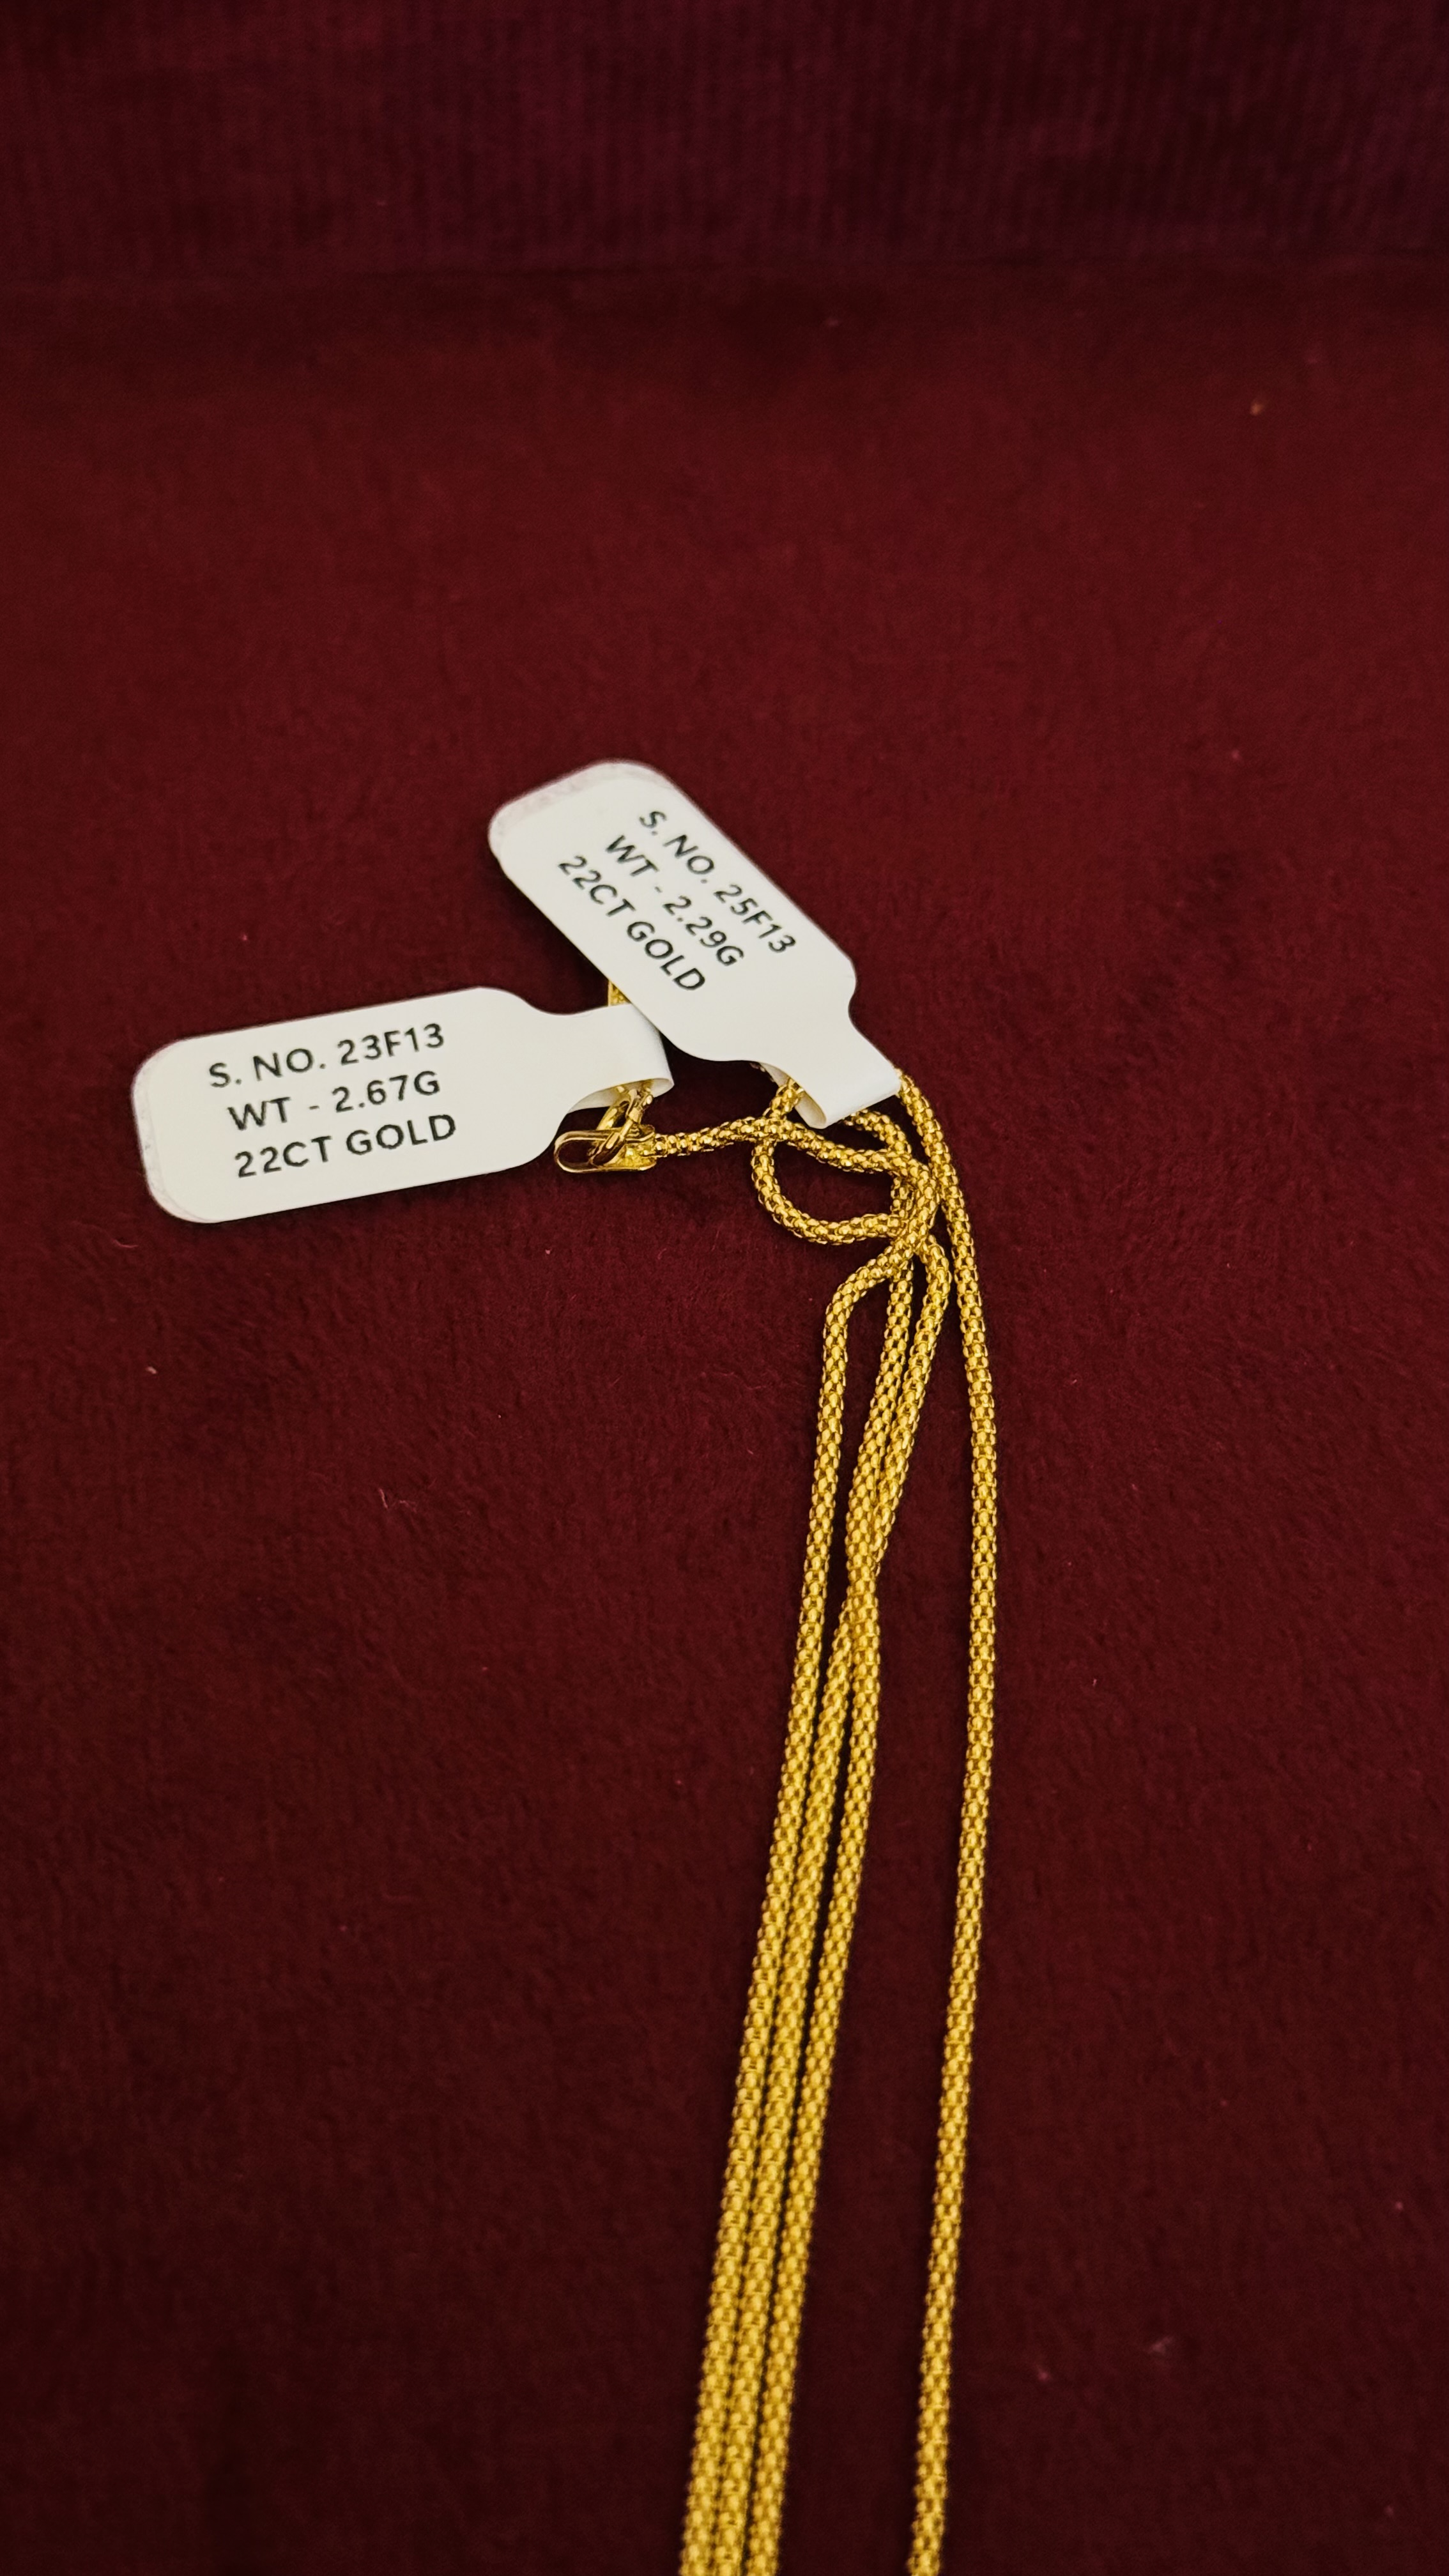 S. NO. 25F13
WT - 2.29G
22CT GOLD
S. NO. 23F13
WT - 2.67G
22CT GOLD